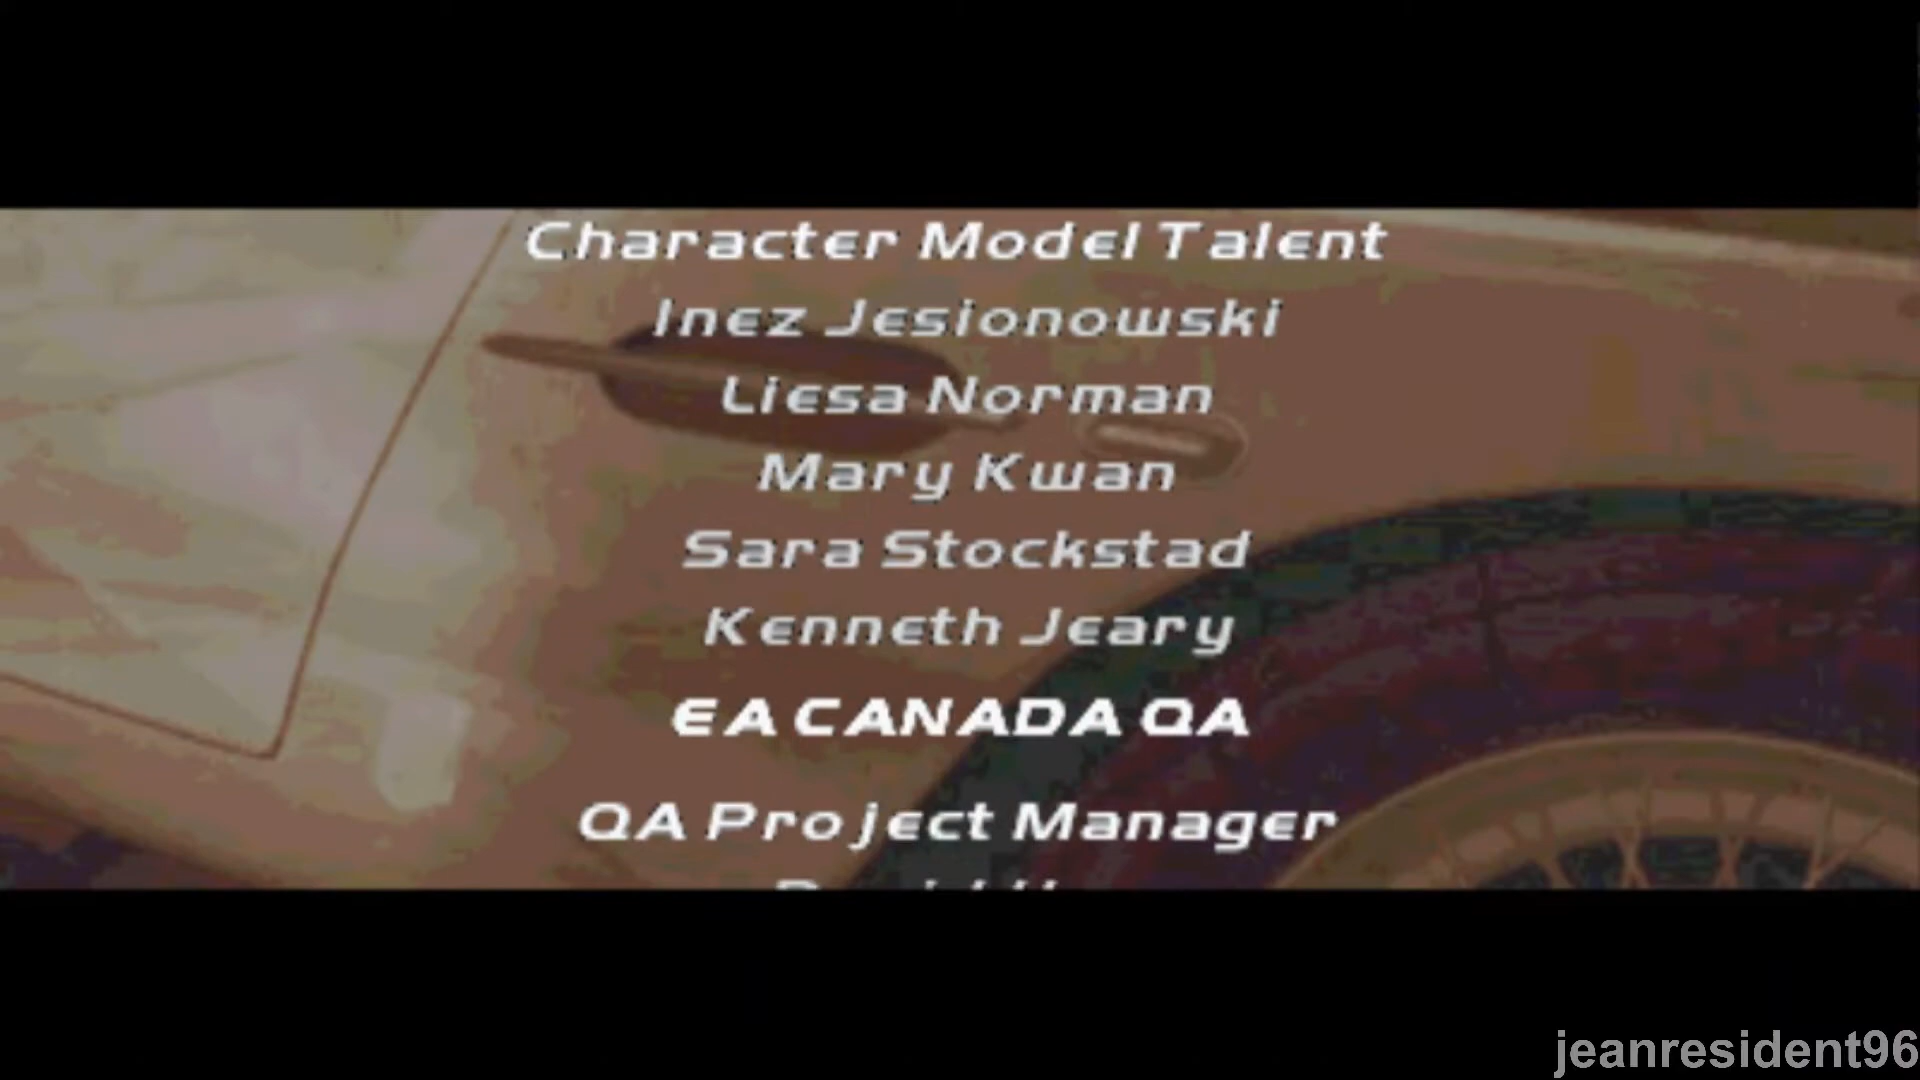 Character Model Talent
Inez Jesionowski
Liesa Norman
Mary Kwan
Sara Stockstad
Kenneth Jeary
EA CANADA QA
QA Project Manager
jeanresident96